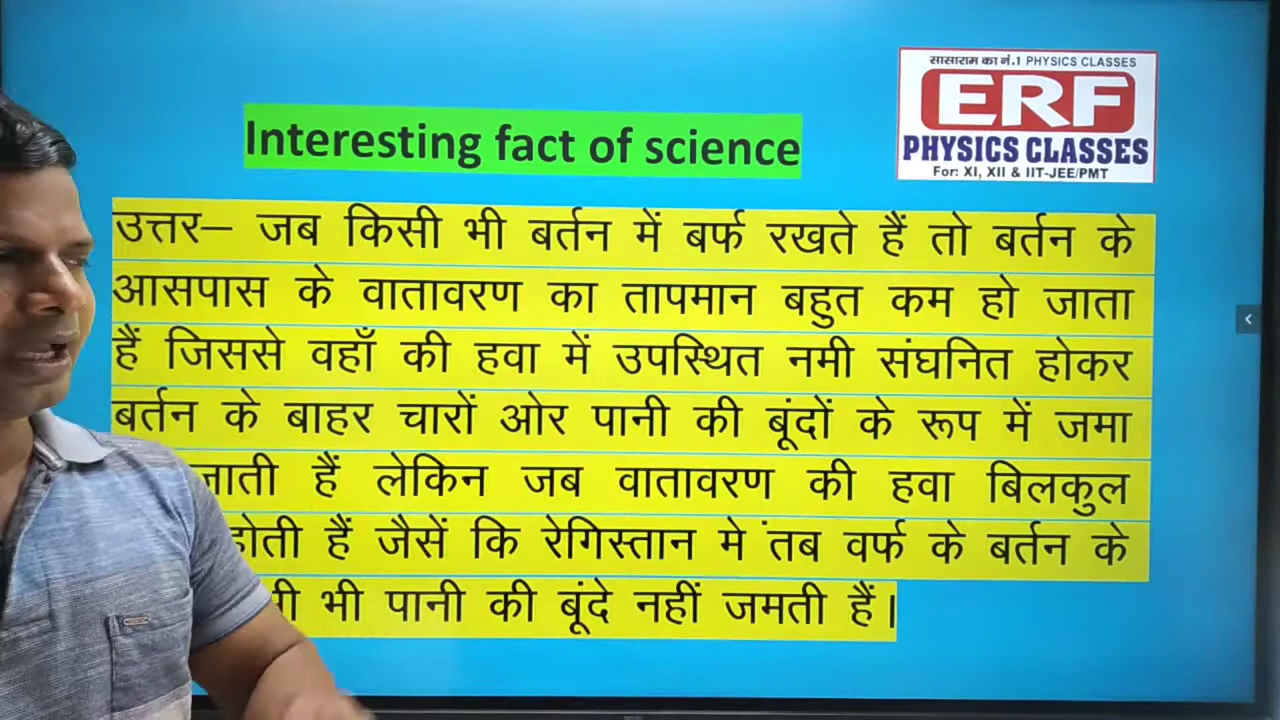 सासाराम का नं.1 PHYSICS CLASSES
ERF
PHYSICS CLASSES
For: XI, XII & IIT-JEE/PMT
Interesting fact of science
उत्तर– जब किसी भी बर्तन में बर्फ रखते हैं तो बर्तन के
आसपास के वातावरण का तापमान बहुत कम हो जाता
हैं जिससे वहाँ की हवा में उपस्थित नमी संघनित होकर
बर्तन के बाहर चारों ओर पानी की बूंदों के रूप में जमा
जाती हैं लेकिन जब वातावरण की हवा बिलकुल
होती हैं जैसें कि रेगिस्तान मे ंतब वर्फ के बर्तन के
भी पानी की बूंदे नहीं जमती हैं।